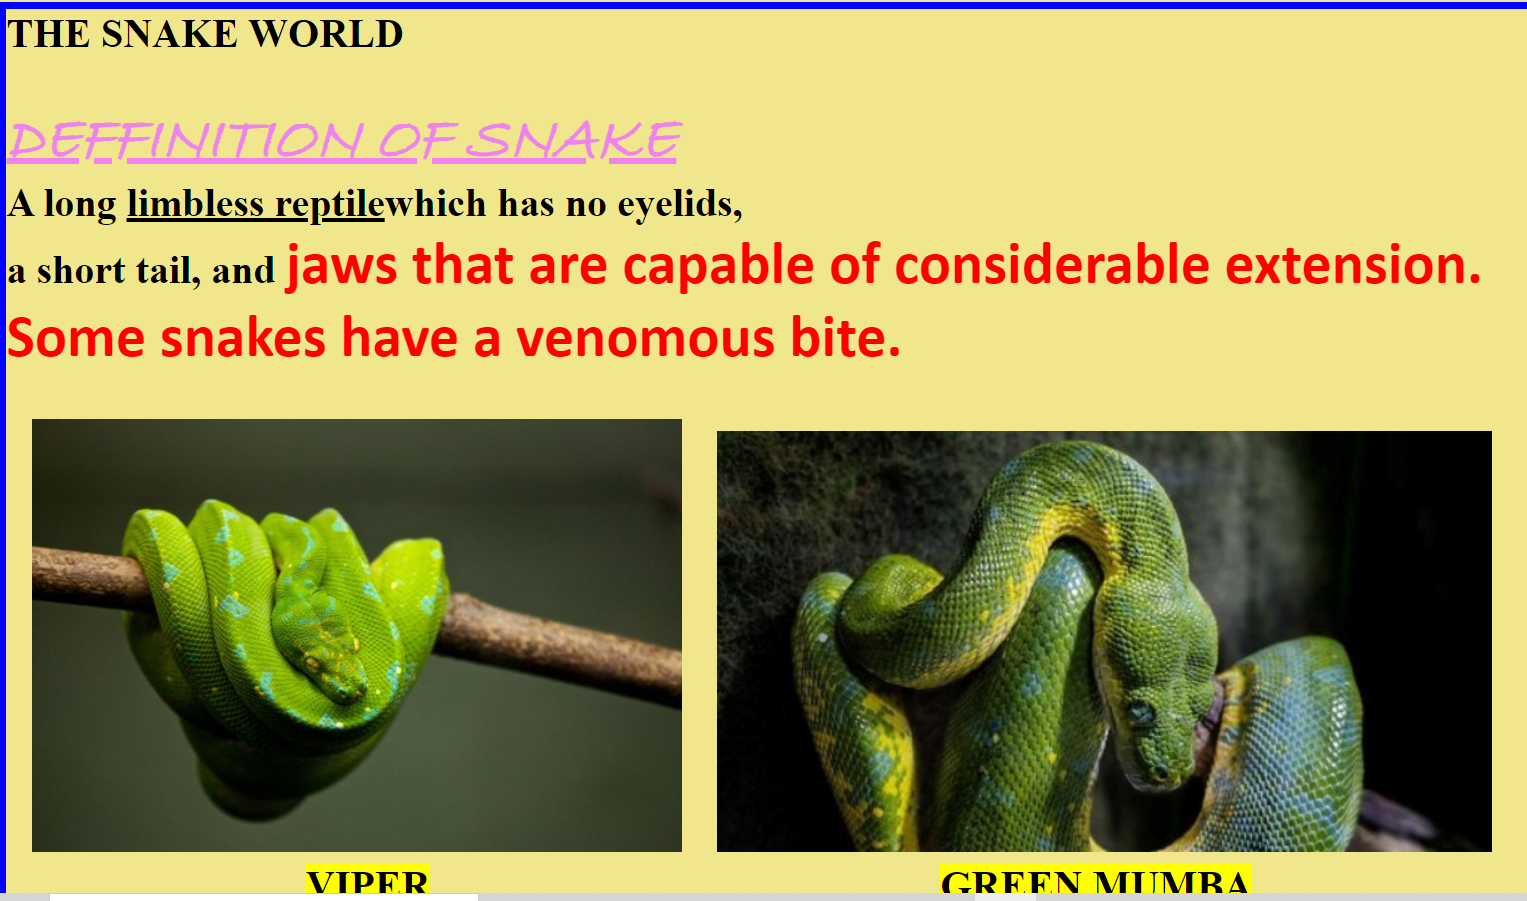 THE SNAKE WORLD
DEFFINITION OF SNAKE
A long limbless reptilewhich has no eyelids,
a short tail, and jaws that are capable of considerable extension.
Some snakes have a venomous bite.
VIPER
GREEN MUMBA